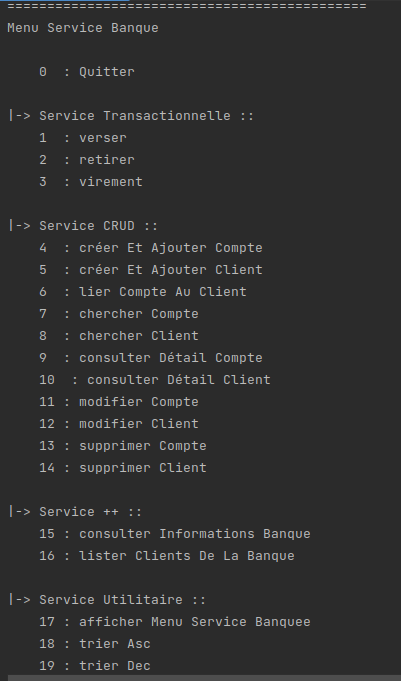 =============================================
Menu Service Banque
0 : Quitter
|-> Service Transactionnelle ::
1 : verser
2 : retirer
3 : virement
|-> Service CRUD ::
4 : créer Et Ajouter Compte
5 : créer Et Ajouter Client
6 : lier Compte Au Client
7 : chercher Compte
8 : chercher Client
9 : consulter Détail Compte
10 : consulter Détail Client
11 : modifier Compte
12 : modifier Client
13 : supprimer Compte
14 : supprimer Client
|-> Service ++ ::
15 : consulter Informations Banque
16 : lister Clients De La Banque
|-> Service Utilitaire ::
17 : afficher Menu Service Banquee
18 : trier Asc
19 : trier Dec